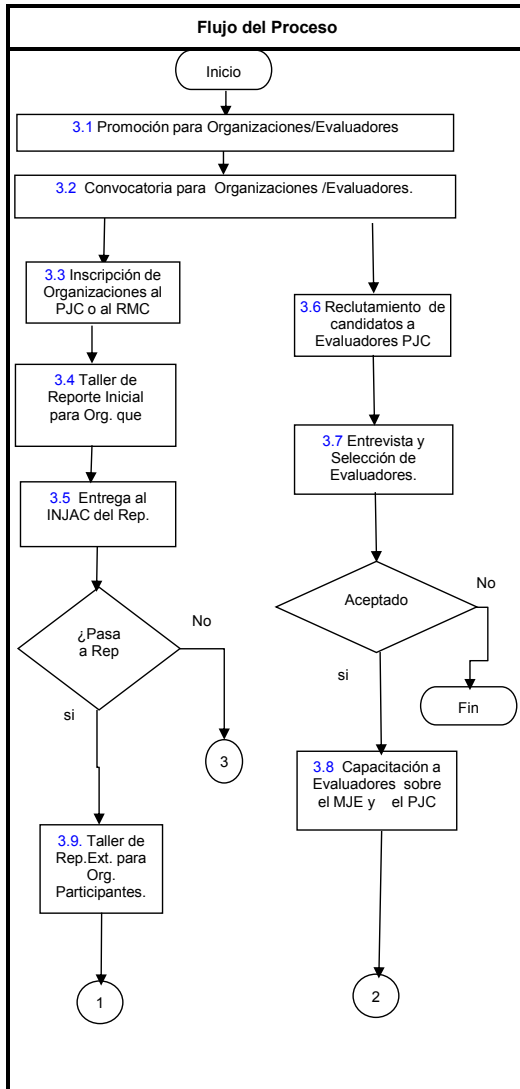 Flujo del Proceso
Inicio
3.1 Promoción para Organizaciones/Evaluadores
3.2 Convocatoria para Organizaciones /Evaluadores.
3.3 Inscripción de
Organizaciones al
PJC o al RMC
3.4 Taller de
Reporte Inicial
para Org. que
3.5 Entrega al
INJAC del Rep.
¿Pasa
a Rep
No
si
3
3.9. Taller de
Rep.Ext. para
Org.
Participantes.
1
3.6 Reclutamiento de
candidatos a
Evaluadores PJC
3.7 Entrevista y
Selección de
Evaluadores.
Aceptado
No
si
Fin
3.8 Capacitación a
Evaluadores sobre
el MJE y el PJC
2